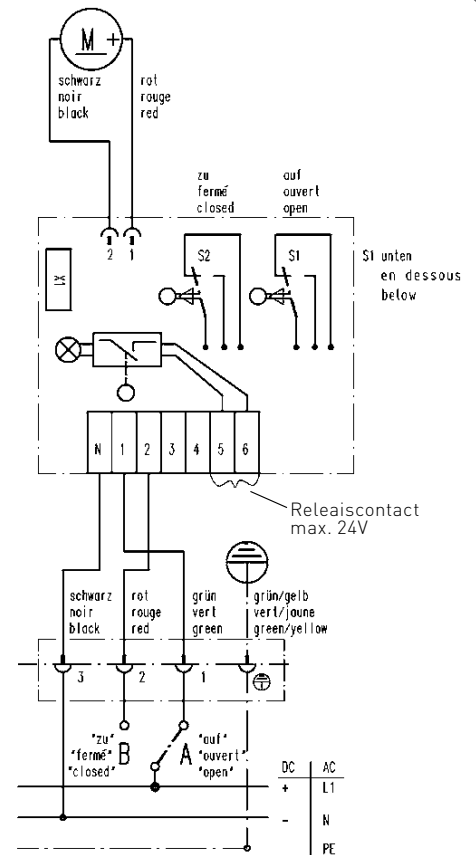 M +
schwarz
noir
black
rot
rouge
red
zu
fermé
closed
auf
ouvert
open
2 1
S2
S1
S1 unten
en dessous
below
X1
N 1 2 3 4 5 6
Releaiscontact
max. 24V
schwarz
noir
black
rot
rouge
red
grün
vert
green
grün/gelb
vert/jaune
green/yellow
3 2 1
"zu"
"fermé"
"closed"
B
A
"auf"
"ouvert"
"open"
DC AC
+ L1
- N
PE